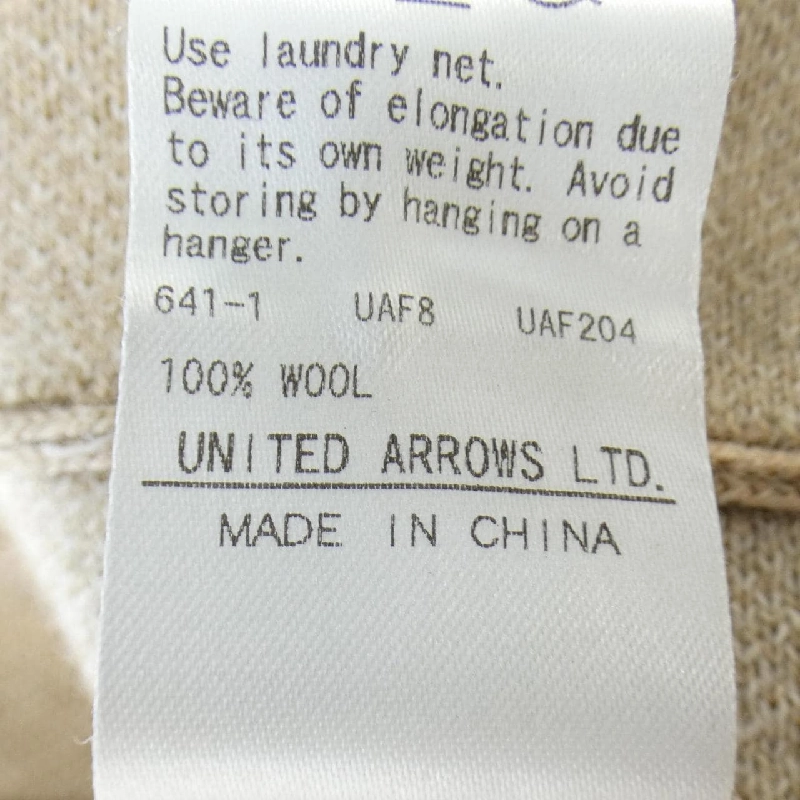 Use laundry net.
Beware of elongation due
to its own weight. Avoid
storing by hanging on a
hanger.
641-1 UAF8 UAF204
100% WOOL
UNITED ARROWS LTD.
MADE IN CHINA